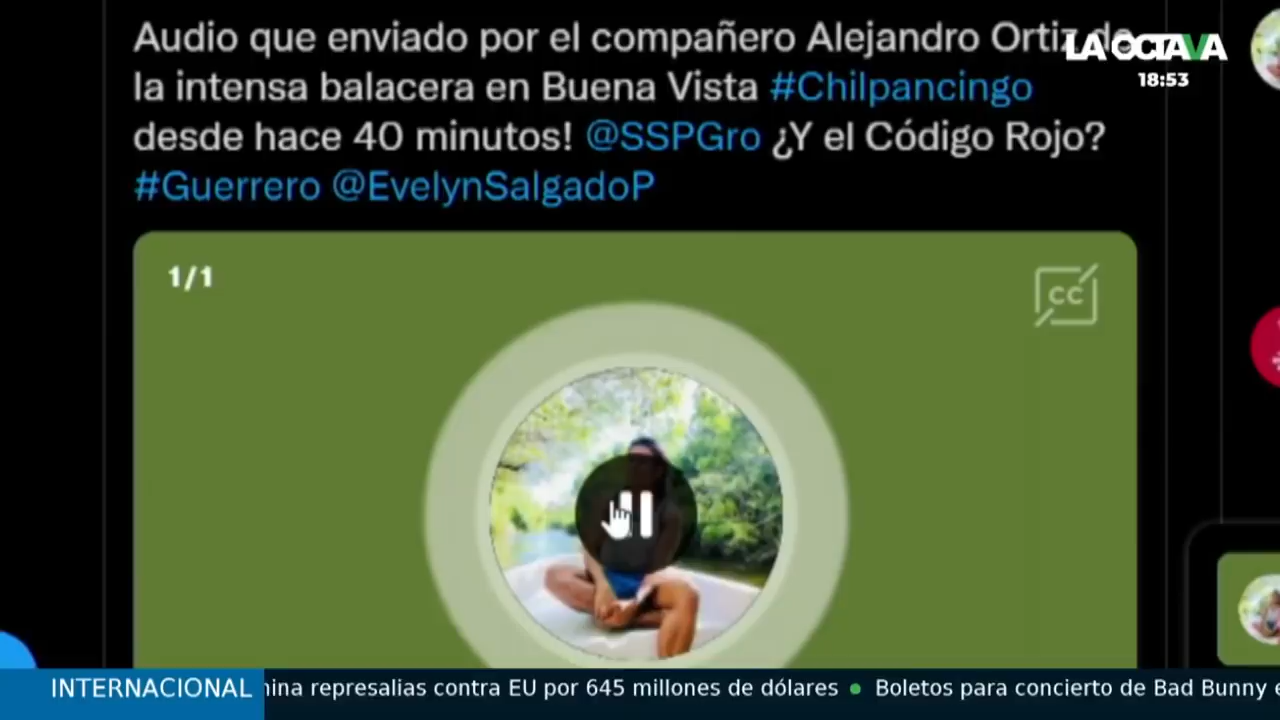 Audio que enviado por el compañero Alejandro Ortiz de
LA OCTAVA
18:53
la intensa balacera en Buena Vista #Chilpancingo
desde hace 40 minutos! @SSPGro ¿Y el Código Rojo?
#Guerrero @EvelynSalgadoP
1/1
CC
INTERNACIONAL
represalias contra EU por 645 millones de dólares • Boletos para concierto de Bad Bunny